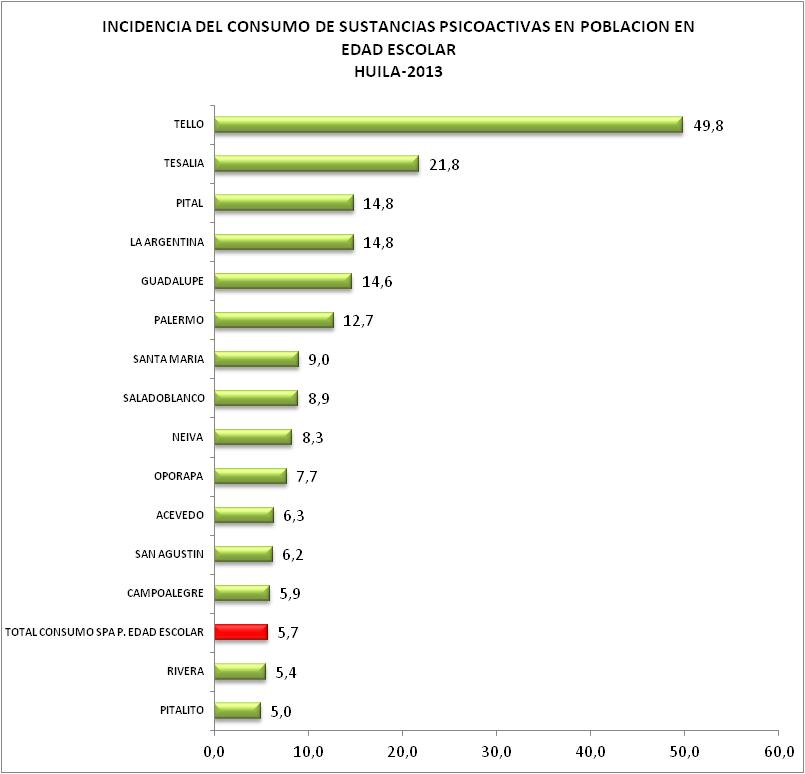 INCIDENCIA DEL CONSUMO DE SUSTANCIAS PSICOACTIVAS EN POBLACION EN
EDAD ESCOLAR
HUILA-2013
TELLO 49,8
TESALIA 21,8
PITAL 14,8
LA ARGENTINA 14,8
GUADALUPE 14,6
PALERMO 12,7
SANTA MARIA 9,0
SALADOBLANCO 8,9
NEIVA 8,3
OPORAPA 7,7
ACEVEDO 6,3
SAN AGUSTIN 6,2
CAMPOALEGRE 5,9
TOTAL CONSUMO SPA P. EDAD ESCOLAR 5,7
RIVERA 5,4
PITALITO 5,0
0,0 10,0 20,0 30,0 40,0 50,0 60,0